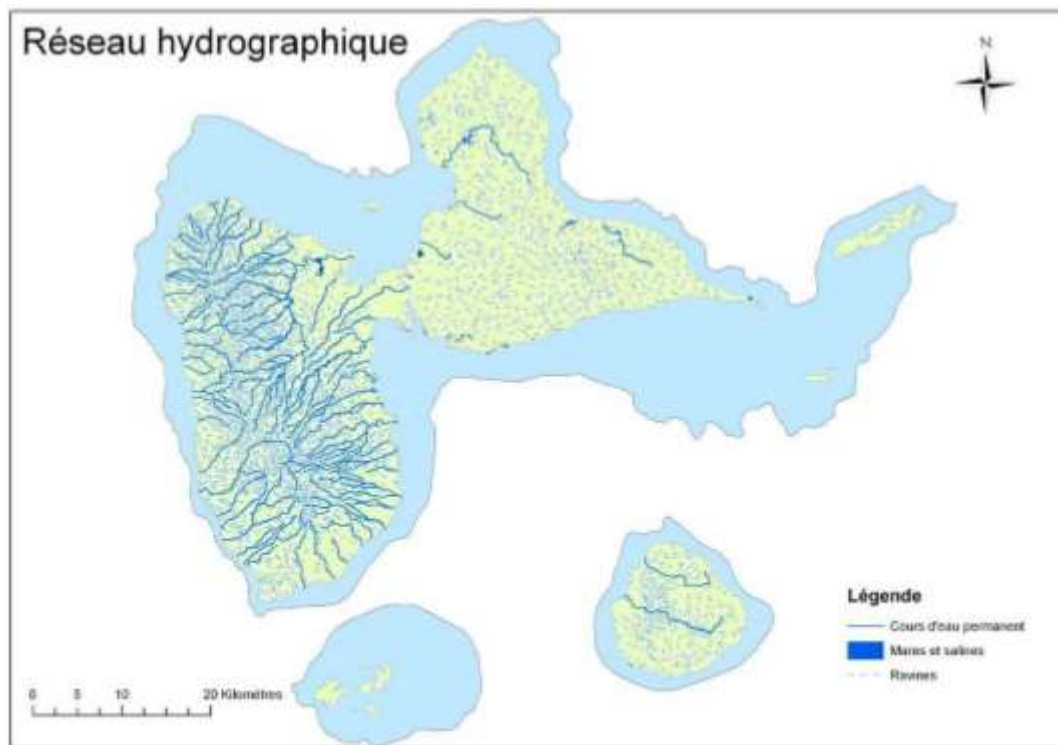 Réseau hydrographique
N
Légende
Cours d'eau permanent
Mares et salines
Ravines
0 5 10 20 Kilomètres